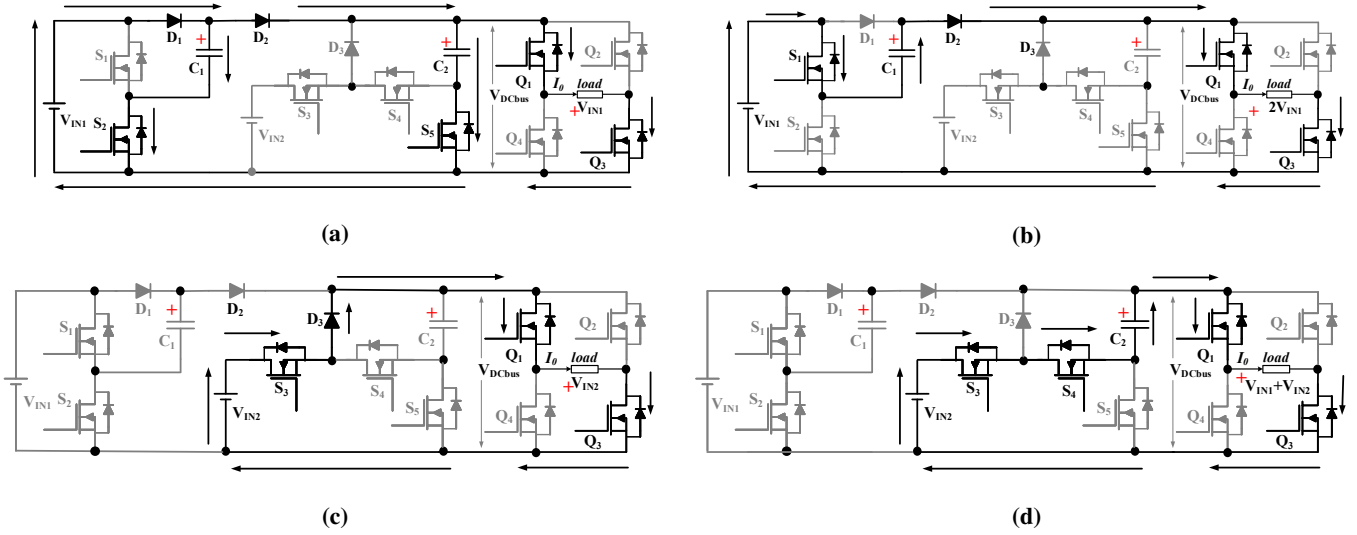 D1 D2
S1 + C1 D3 + C2 Q1 Q2
VIN1 S2 VIN2 S3 S4 S5 VDCbus I0 load + VIN1 Q4 Q3
(a)
D1 D2
S1 + C1 D3 + C2 Q1 Q2
VIN1 S2 VIN2 S3 S4 S5 VDCbus I0 load + 2VIN1 Q4 Q3
(b)
D1 D2
S1 + C1 D3 + C2 Q1 Q2
VIN1 S2 VIN2 S3 S4 S5 VDCbus I0 load + VIN2 Q4 Q3
(c)
D1 D2
S1 + C1 D3 + C2 Q1 Q2
VIN1 S2 VIN2 S3 S4 S5 VDCbus I0 load + VIN1+VIN2 Q4 Q3
(d)